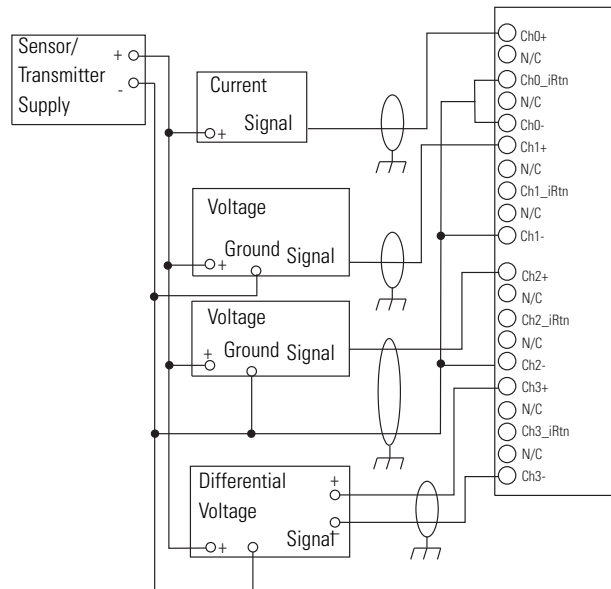 Sensor/
Transmitter
Supply
+
-
Current
Signal
+
Voltage
Ground Signal
+
Voltage
Ground Signal
+
Differential
Voltage
+
-
Signal
+
Ch0+
N/C
Ch0_iRtn
N/C
Ch0-
Ch1+
N/C
Ch1_iRtn
N/C
Ch1-
Ch2+
N/C
Ch2_iRtn
N/C
Ch2-
Ch3+
N/C
Ch3_iRtn
N/C
Ch3-